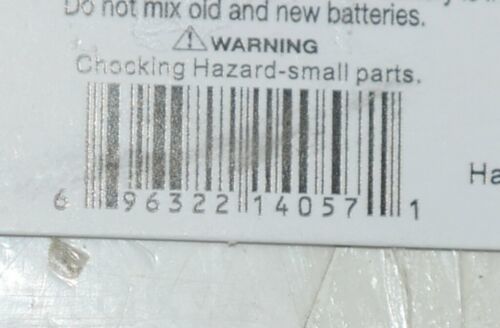 Do not mix old and new batteries.
⚠WARNING
Chocking Hazard-small parts.
Ha
6 96322 14057 1